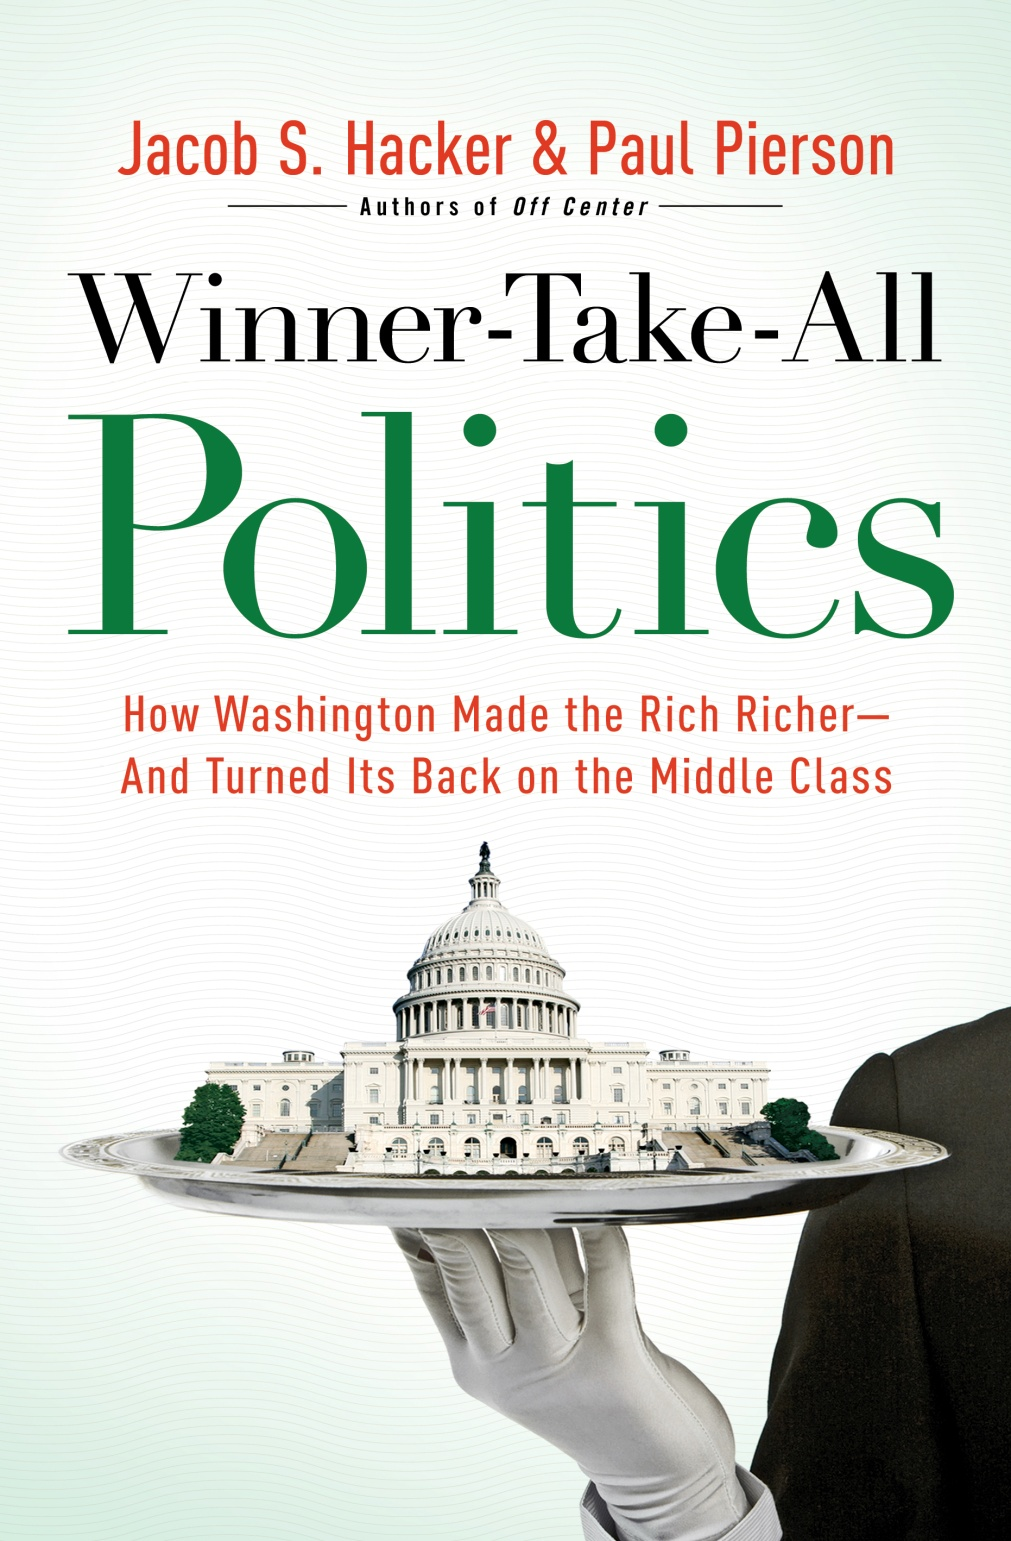 Jacob S. Hacker & Paul Pierson
Authors of Off Center
Winner-Take-All
Politics
How Washington Made the Rich Richer—
And Turned Its Back on the Middle Class